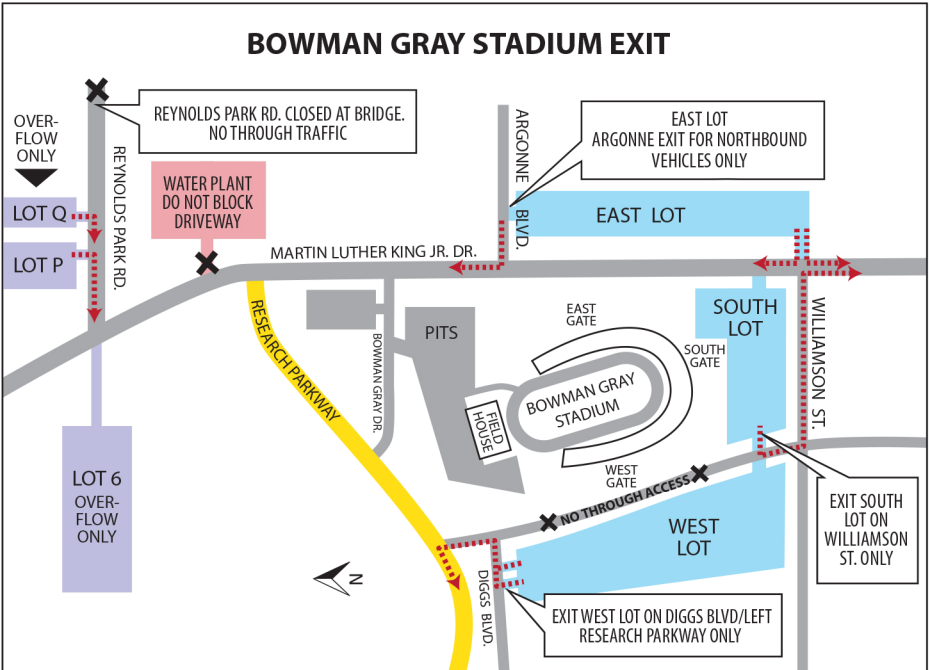 BOWMAN GRAY STADIUM EXIT
REYNOLDS PARK RD. CLOSED AT BRIDGE.
NO THROUGH TRAFFIC
EAST LOT
ARGONNE EXIT FOR NORTHBOUND
VEHICLES ONLY
OVER-
FLOW
ONLY
REYNOLDS PARK RD.
WATER PLANT
DO NOT BLOCK
DRIVEWAY
ARGONNE BLVD.
LOT Q
EAST LOT
LOT P
MARTIN LUTHER KING JR. DR.
RESEARCH PARKWAY
BOWMAN GRAY DR.
PITS
EAST
GATE
SOUTH
LOT
WILLIAMSON ST.
SOUTH
GATE
BOWMAN GRAY
STADIUM
FIELD
HOUSE
WEST
GATE
LOT 6
OVER-
FLOW
ONLY
NO THROUGH ACCESS
WEST
LOT
EXIT SOUTH
LOT ON
WILLIAMSON
ST. ONLY
N
DIGGS BLVD.
EXIT WEST LOT ON DIGGS BLVD/LEFT
RESEARCH PARKWAY ONLY